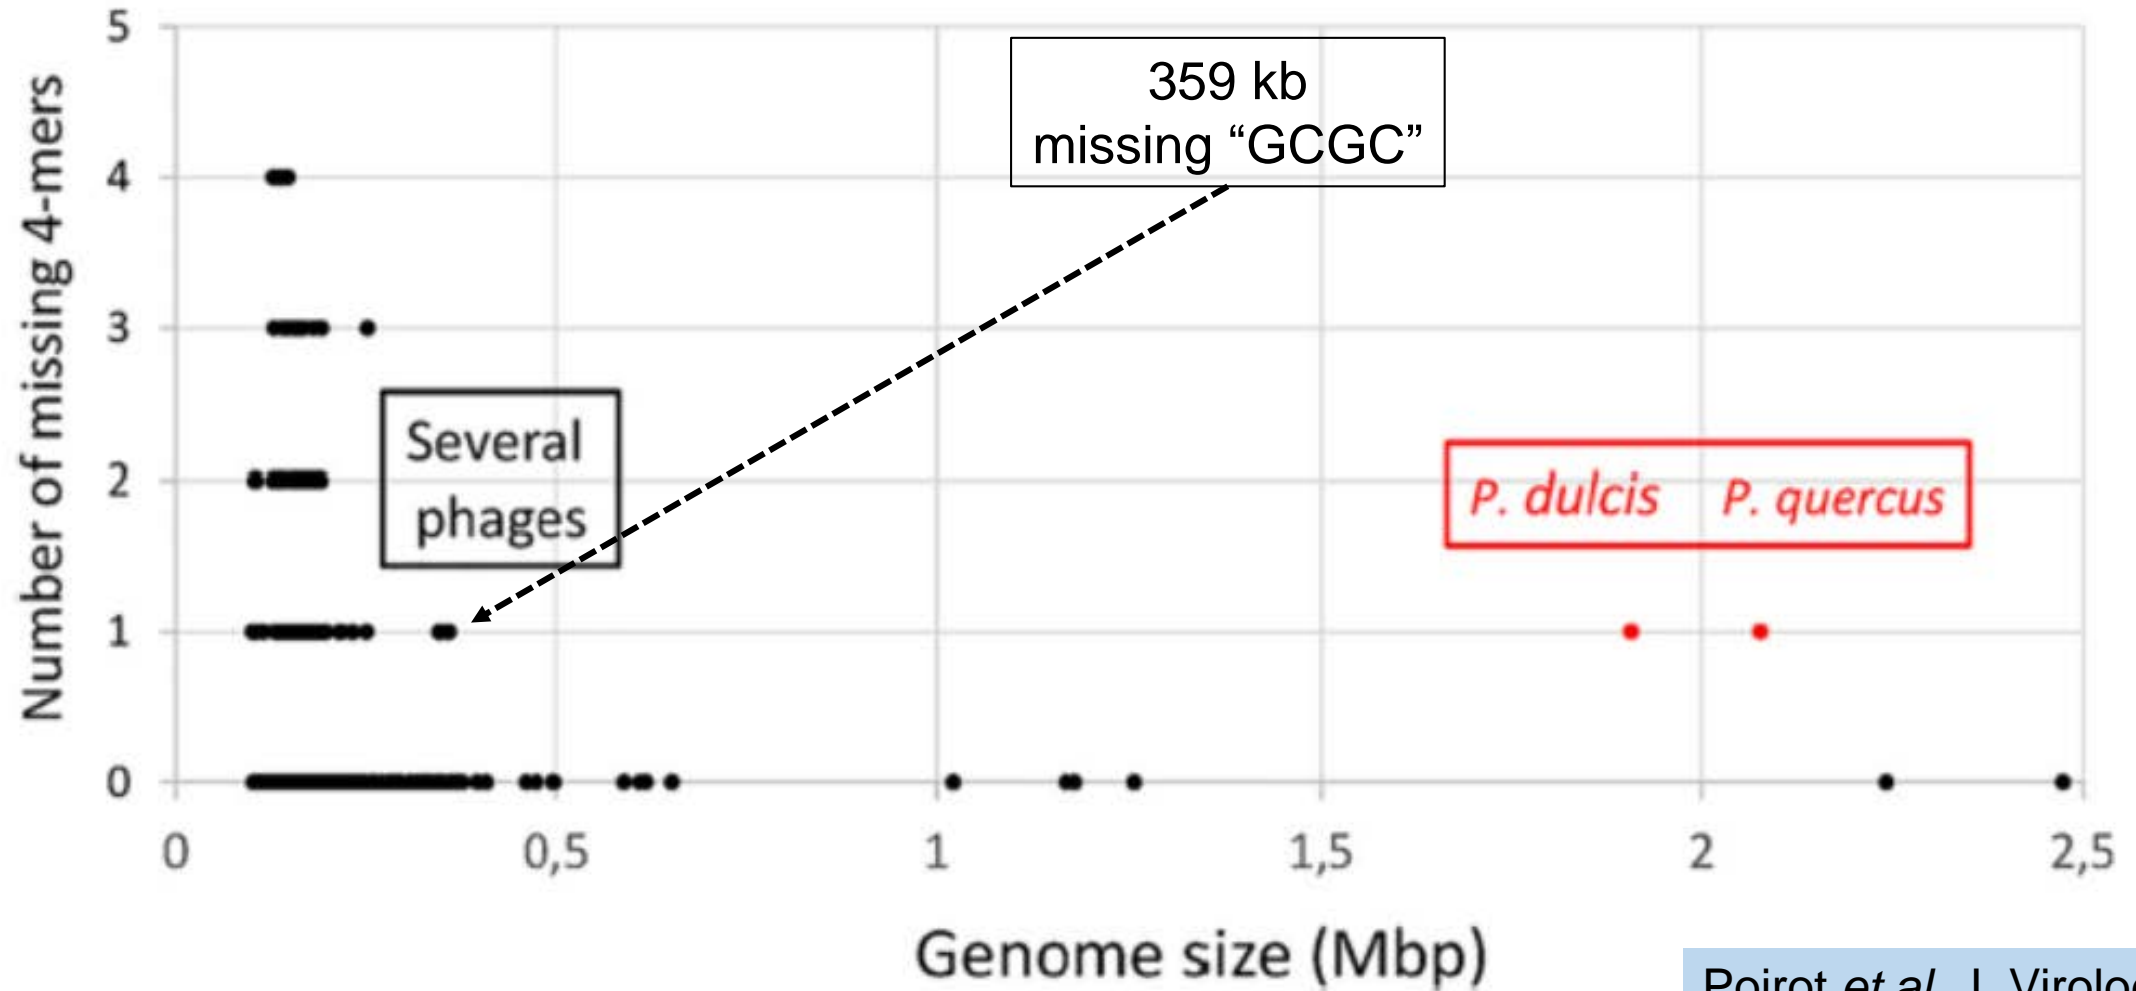 Number of missing 4-mers
5
4
3
2
1
0
359 kb
missing “GCGC”
Several
phages
P. dulcis P. quercus
0 0,5 1 1,5 2 2,5
Genome size (Mbp)
Poirot et al. J. Virolo